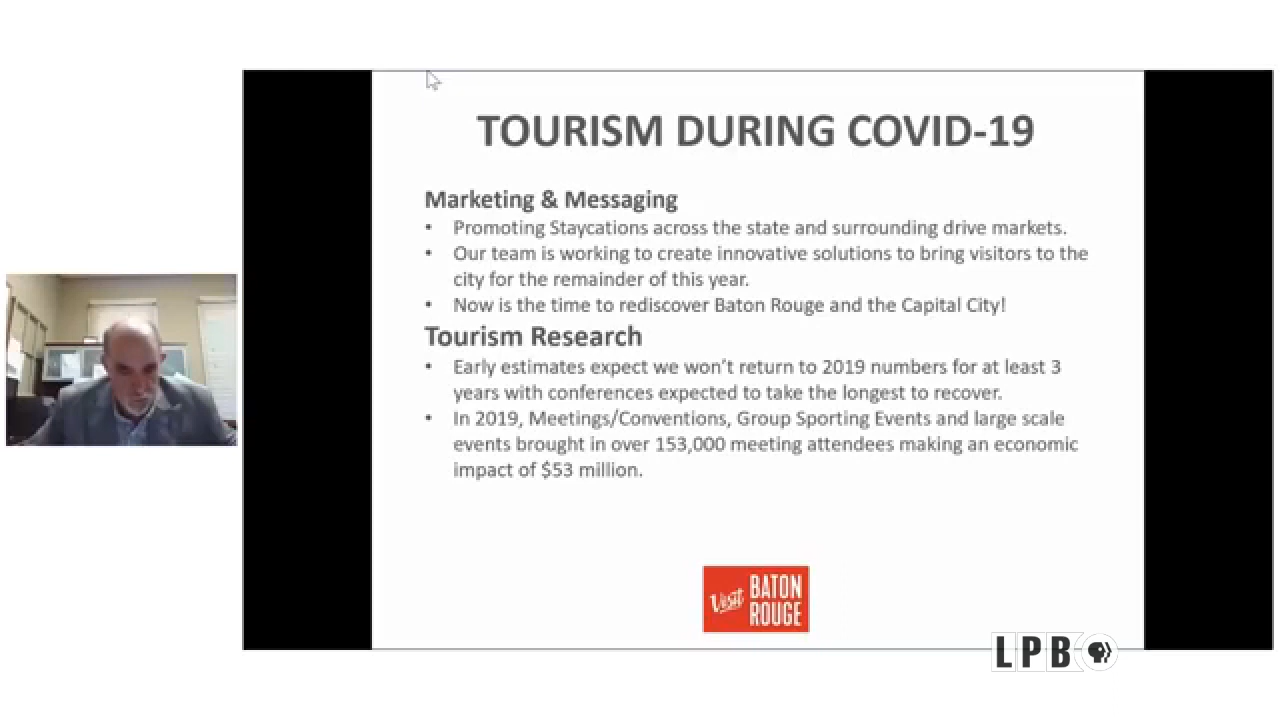 TOURISM DURING COVID-19
Marketing & Messaging
• Promoting Staycations across the state and surrounding drive markets.
• Our team is working to create innovative solutions to bring visitors to the
city for the remainder of this year.
• Now is the time to rediscover Baton Rouge and the Capital City!
Tourism Research
• Early estimates expect we won't return to 2019 numbers for at least 3
years with conferences expected to take the longest to recover.
• In 2019, Meetings/Conventions, Group Sporting Events and large scale
events brought in over 153,000 meeting attendees making an economic
impact of $53 million.
Visit BATON
ROUGE
LPB